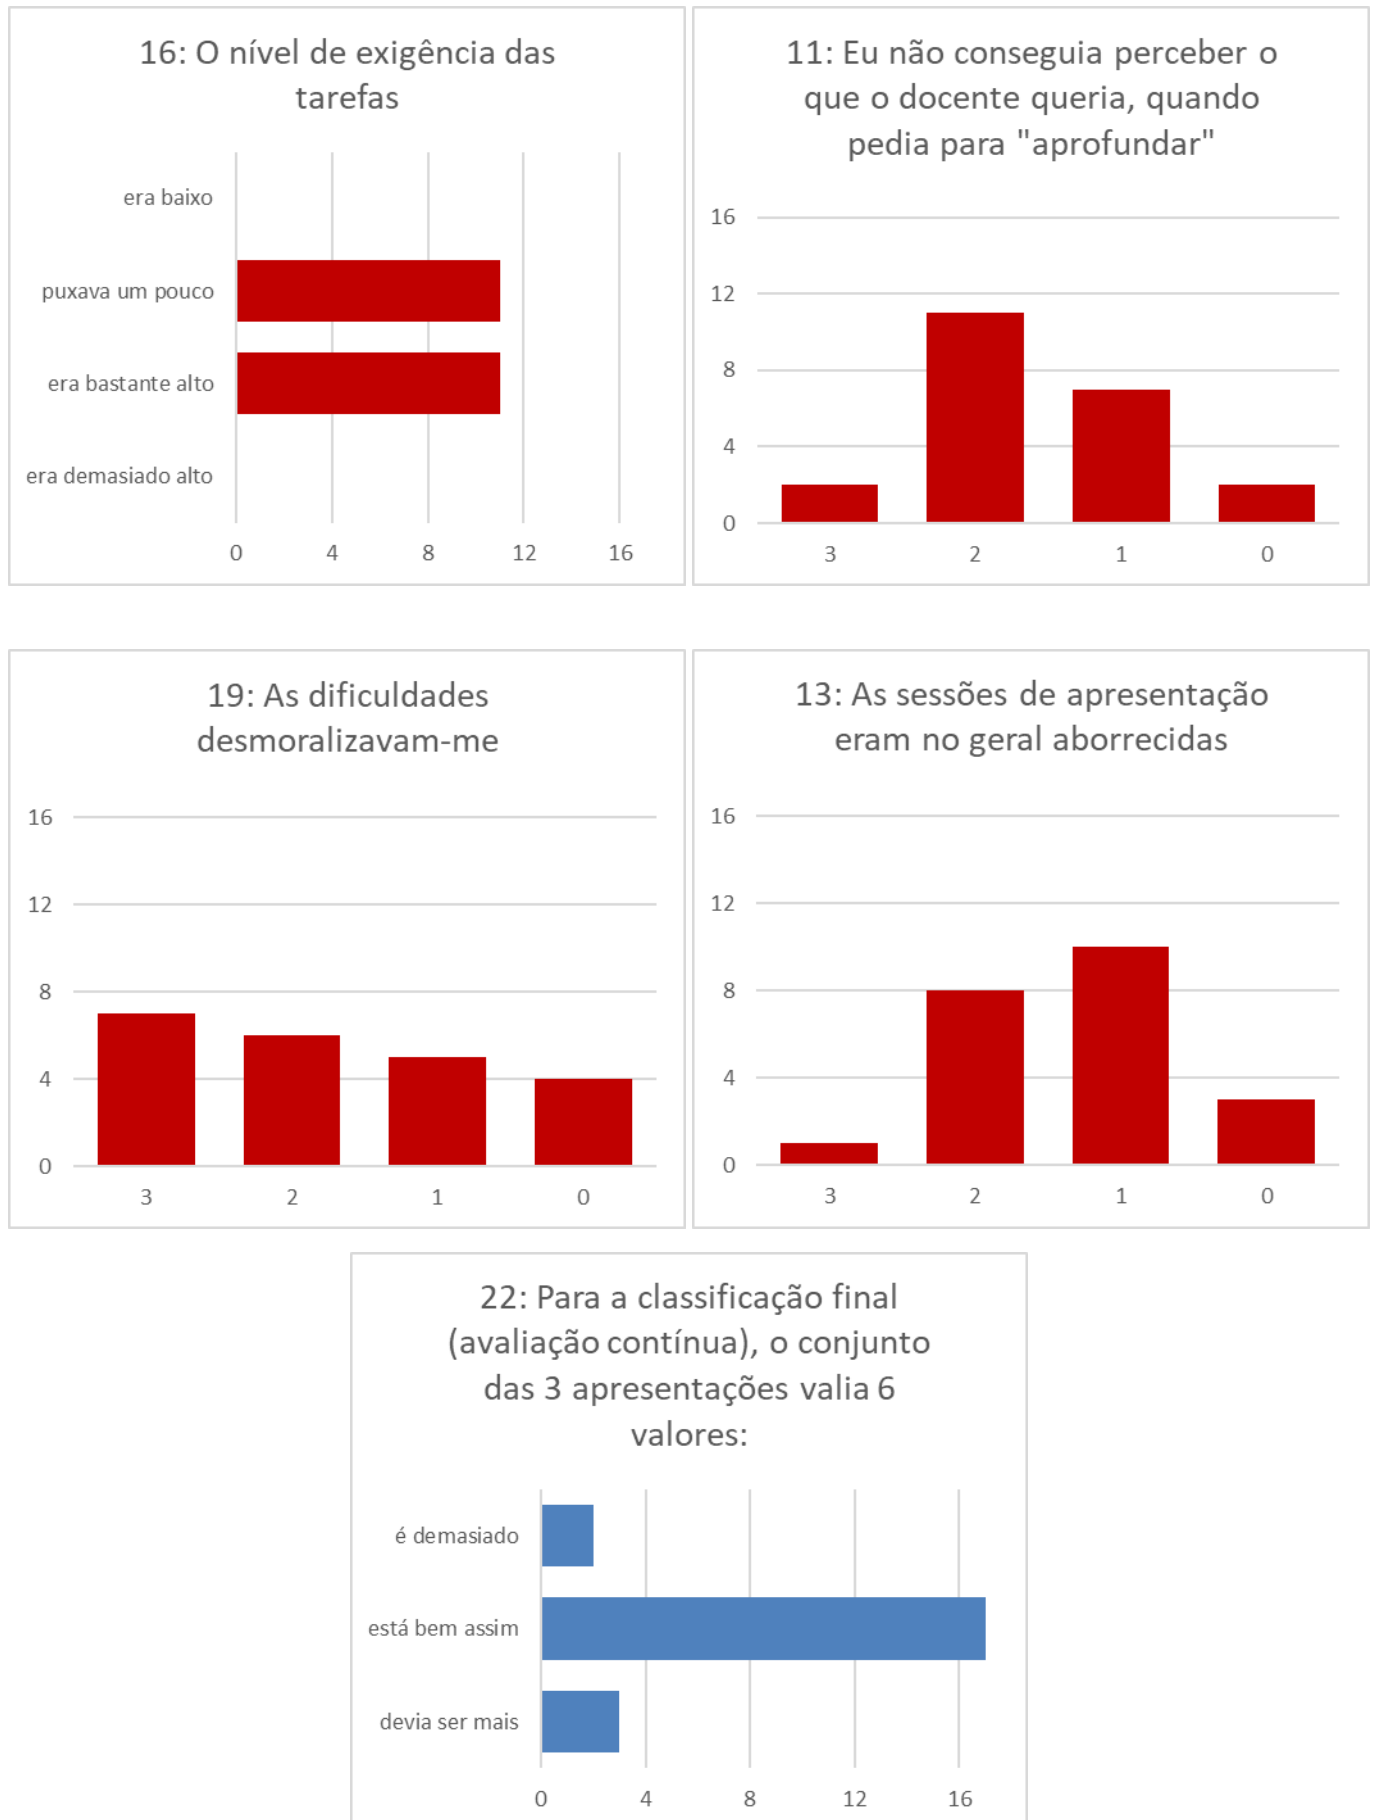 16: O nível de exigência das
tarefas
era baixo
puxava um pouco
era bastante alto
era demasiado alto
0 4 8 12 16
11: Eu não conseguia perceber o
que o docente queria, quando
pedia para "aprofundar"
16
12
8
4
0
3 2 1 0
19: As dificuldades
desmoralizavam-me
16
12
8
4
0
3 2 1 0
13: As sessões de apresentação
eram no geral aborrecidas
16
12
8
4
0
3 2 1 0
22: Para a classificação final
(avaliação contínua), o conjunto
das 3 apresentações valia 6
valores:
é demasiado
está bem assim
devia ser mais
0 4 8 12 16